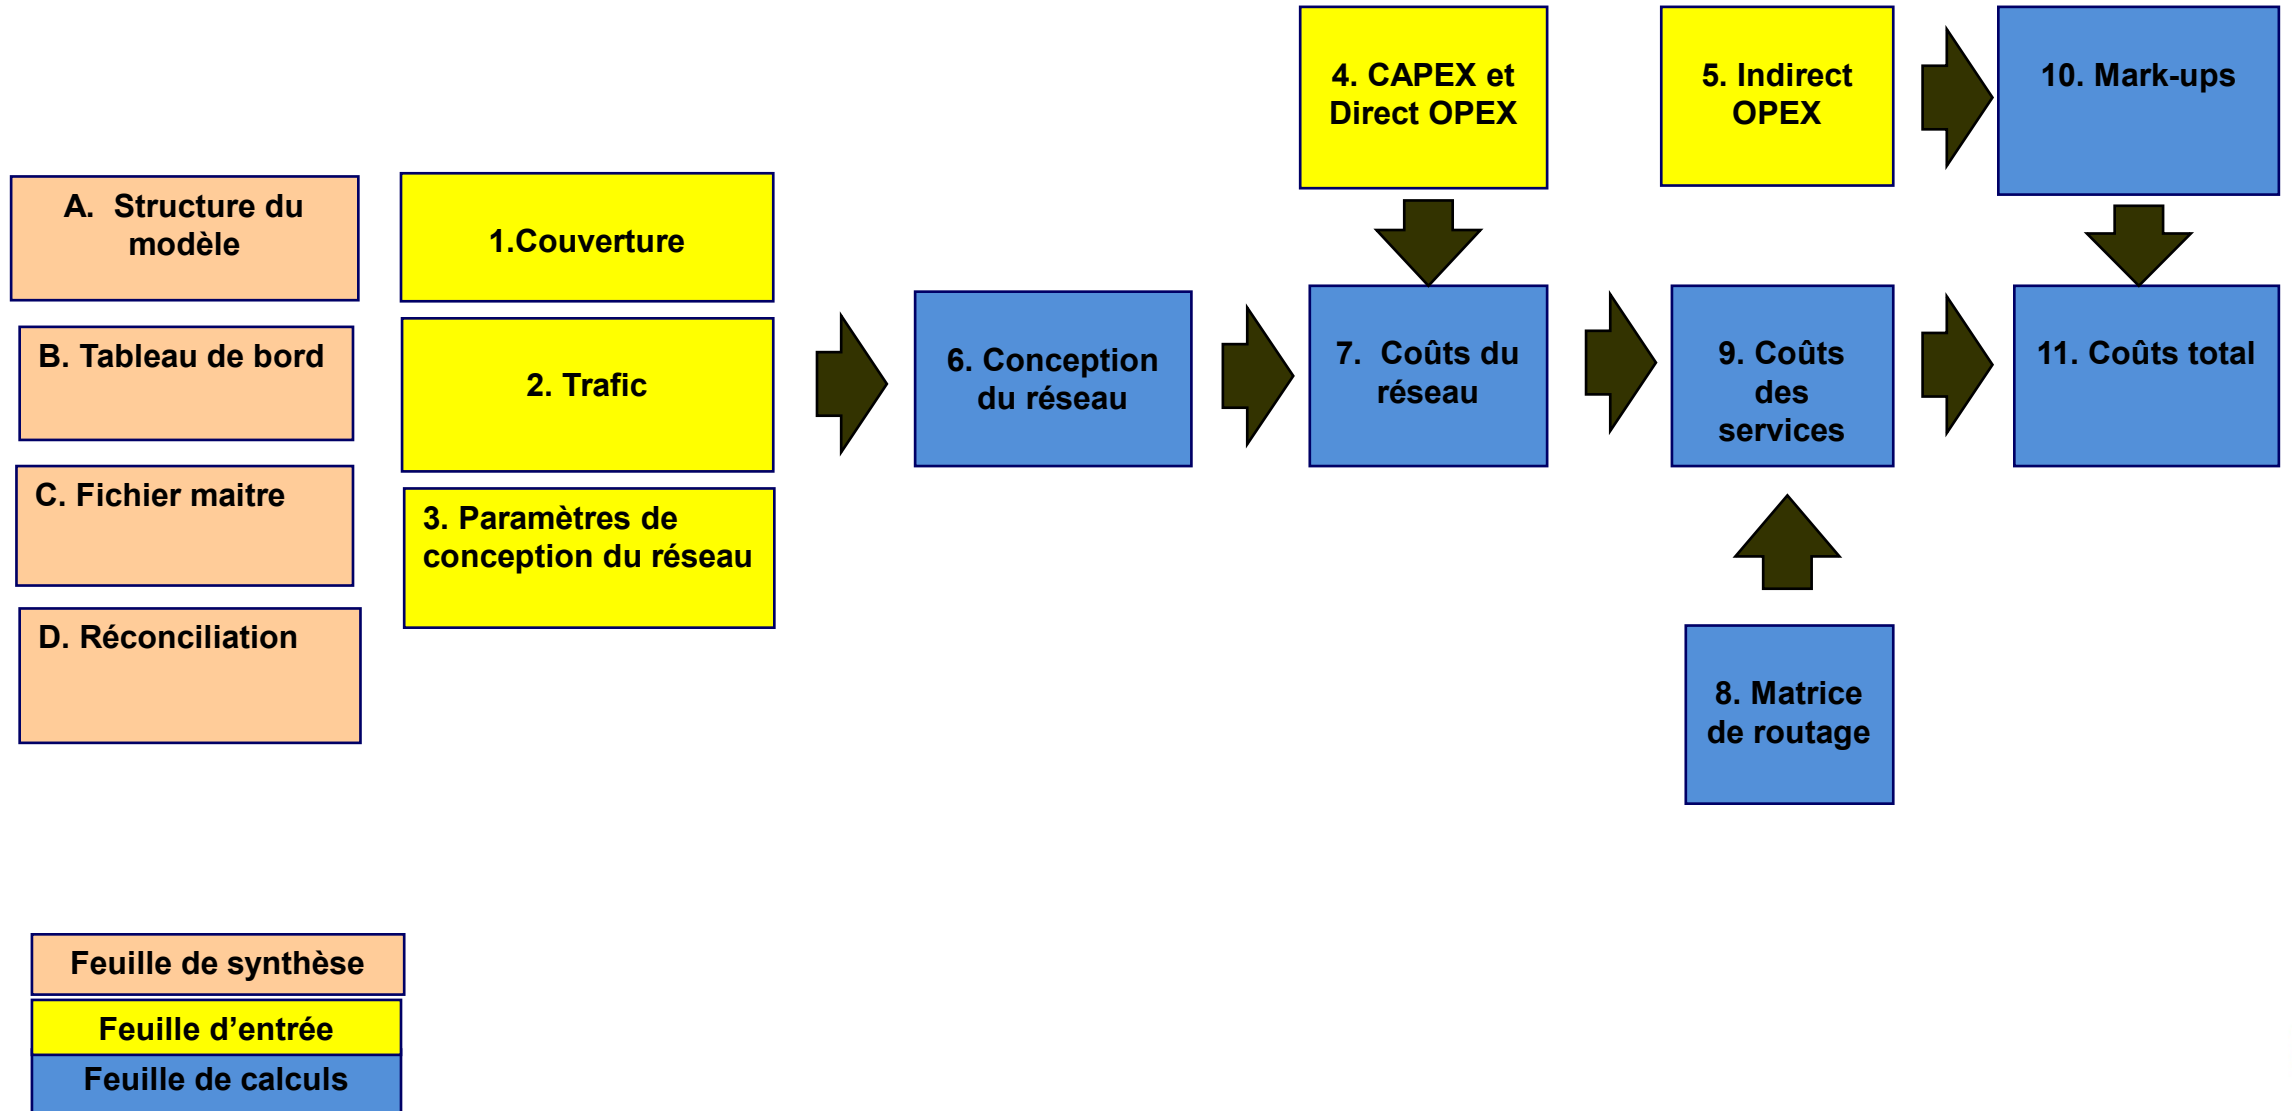 4. CAPEX et
Direct OPEX
5. Indirect
OPEX
10. Mark-ups
A.  Structure du
modèle
1.Couverture
B. Tableau de bord
2. Trafic
6. Conception
du réseau
7.  Coûts du
réseau
9. Coûts
des
services
11. Coûts total
C. Fichier maitre
3. Paramètres de
conception du réseau
D. Réconciliation
8. Matrice
de routage
Feuille de synthèse
Feuille d’entrée
Feuille de calculs